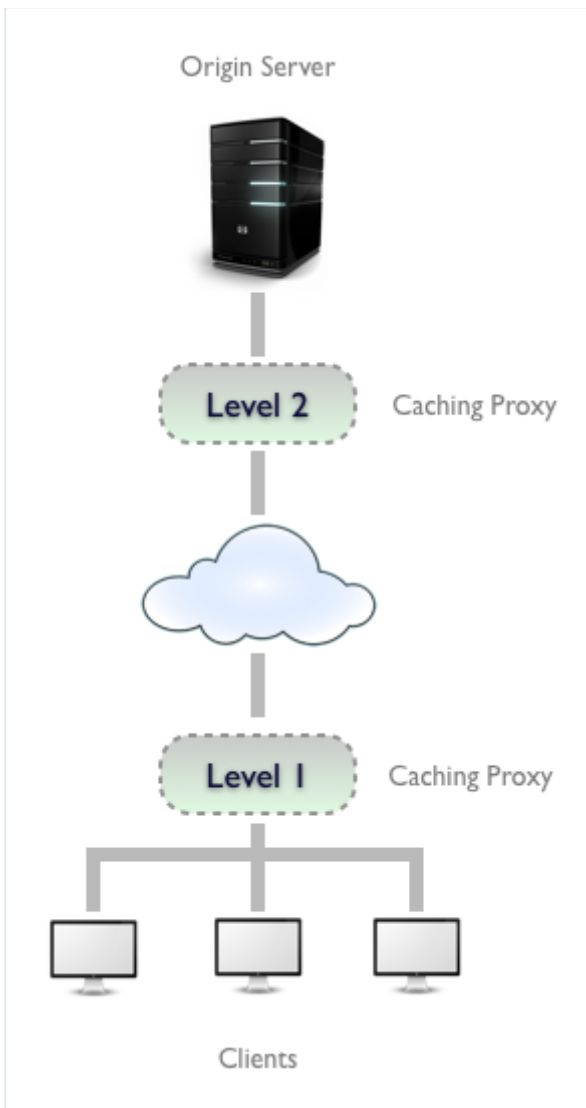 Origin Server
Level 2
Caching Proxy
Level 1
Caching Proxy
Clients